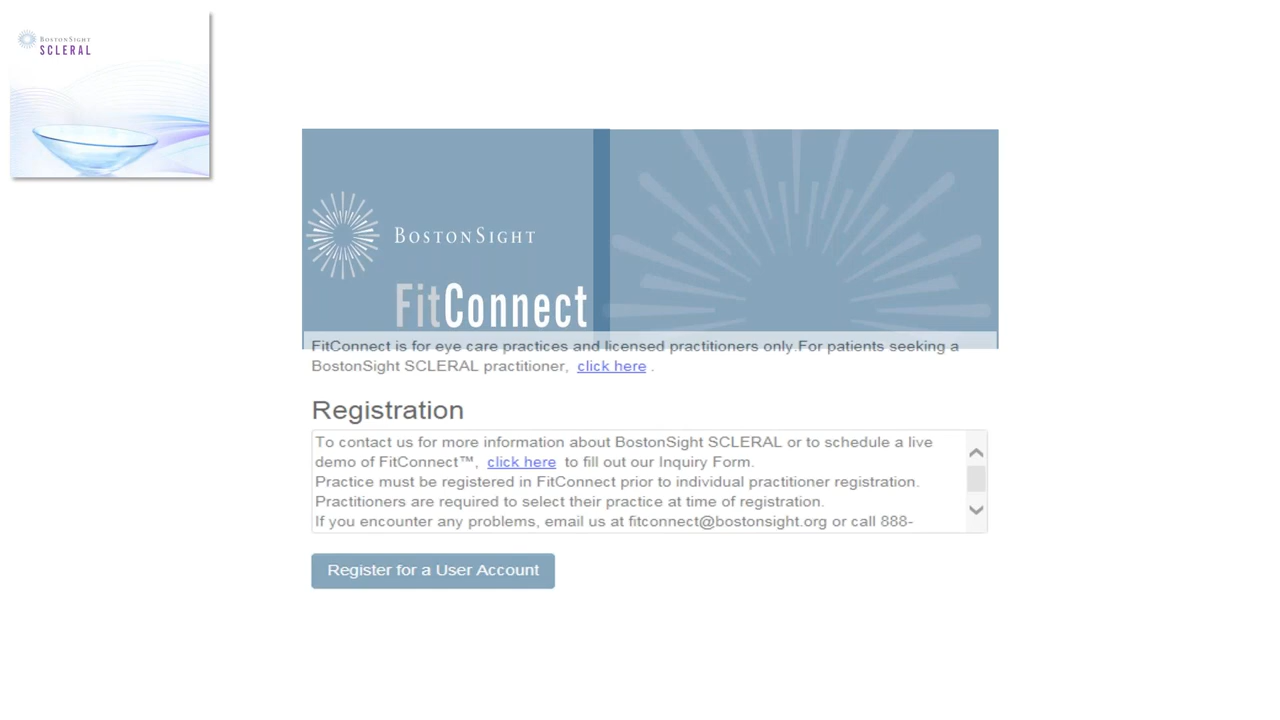 BOSTONSIGHT
SCLERAL
BOSTONSIGHT
FitConnect
FitConnect is for eye care practices and licensed practitioners only.For patients seeking a
BostonSight SCLERAL practitioner, click here .
Registration
To contact us for more information about BostonSight SCLERAL or to schedule a live
demo of FitConnect™, click here to fill out our Inquiry Form.
Practice must be registered in FitConnect prior to individual practitioner registration.
Practitioners are required to select their practice at time of registration.
If you encounter any problems, email us at fitconnect@bostonsight.org or call 888-
Register for a User Account